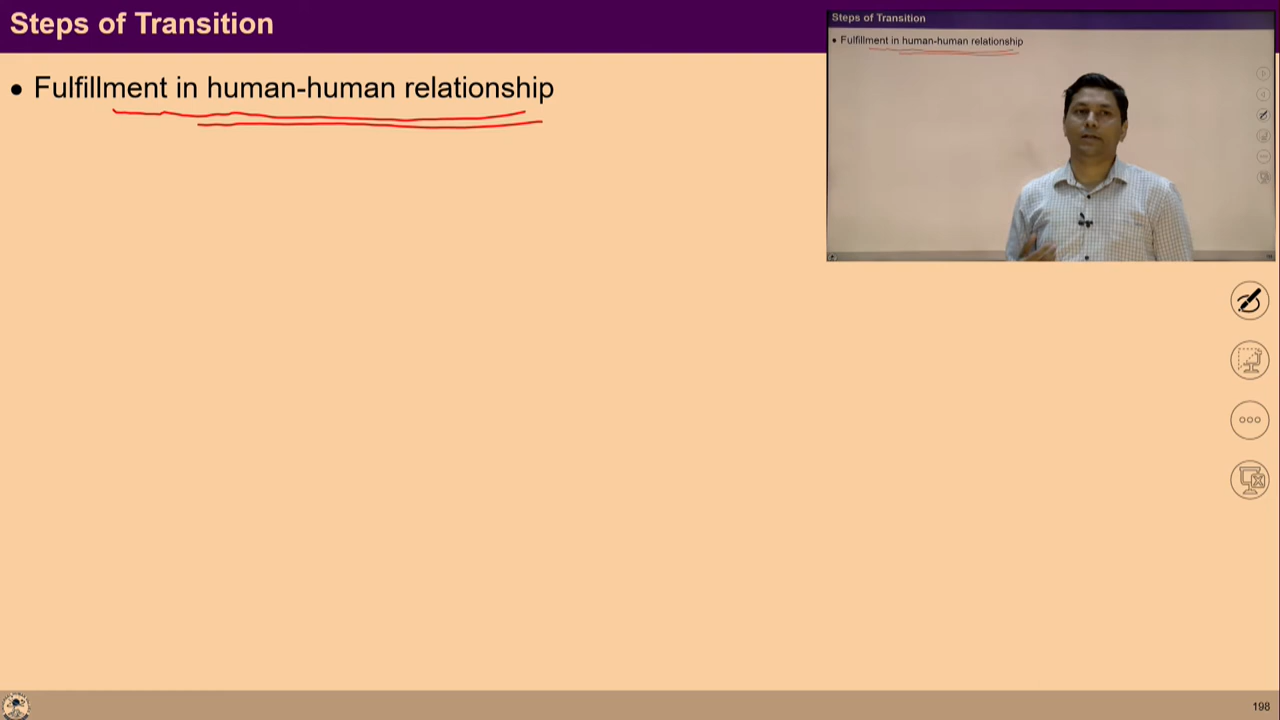 Steps of Transition
• Fulfillment in human-human relationship
Steps of Transition
• Fulfillment in human-human relationship
198